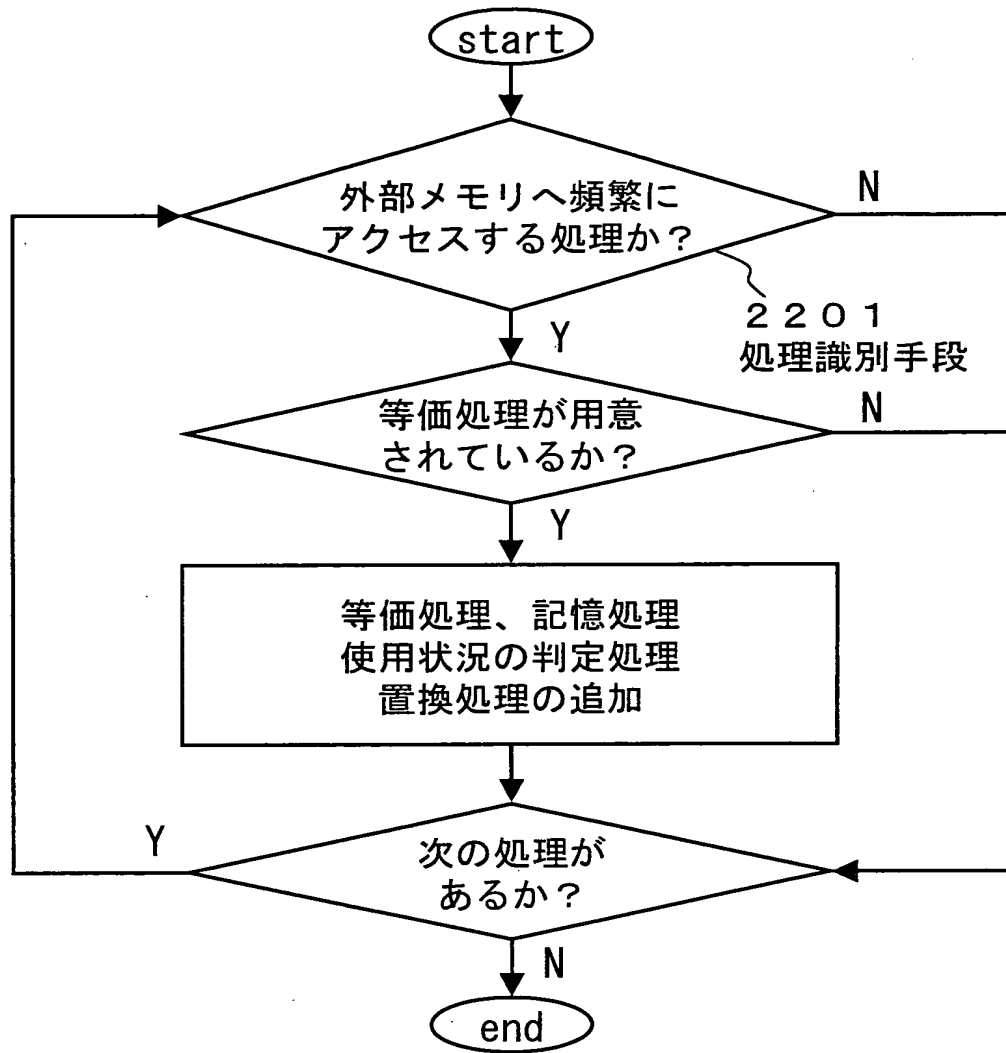 start
外部メモリへ頻繁に
アクセスする処理か？
N
２２０１
処理識別手段
Y
等価処理が用意
されているか？
N
Y
等価処理、記憶処理
使用状況の判定処理
置換処理の追加
Y
次の処理が
あるか？
N
end